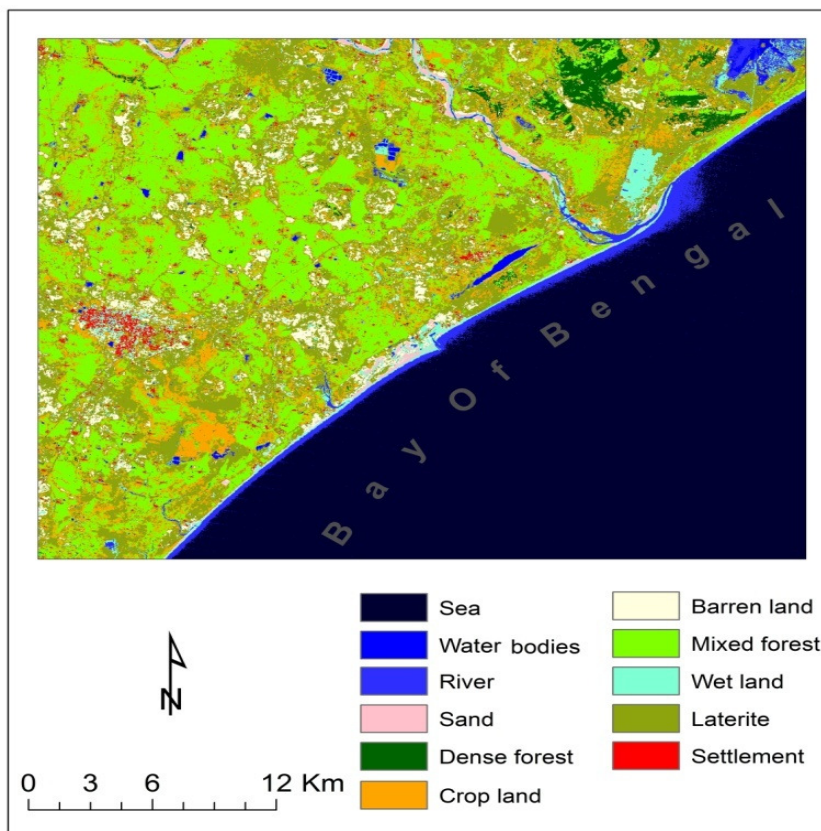 Bay Of Bengal
Sea
Water bodies
River
Sand
Dense forest
Crop land
Barren land
Mixed forest
Wet land
Laterite
Settlement
N
0 3 6 12 Km